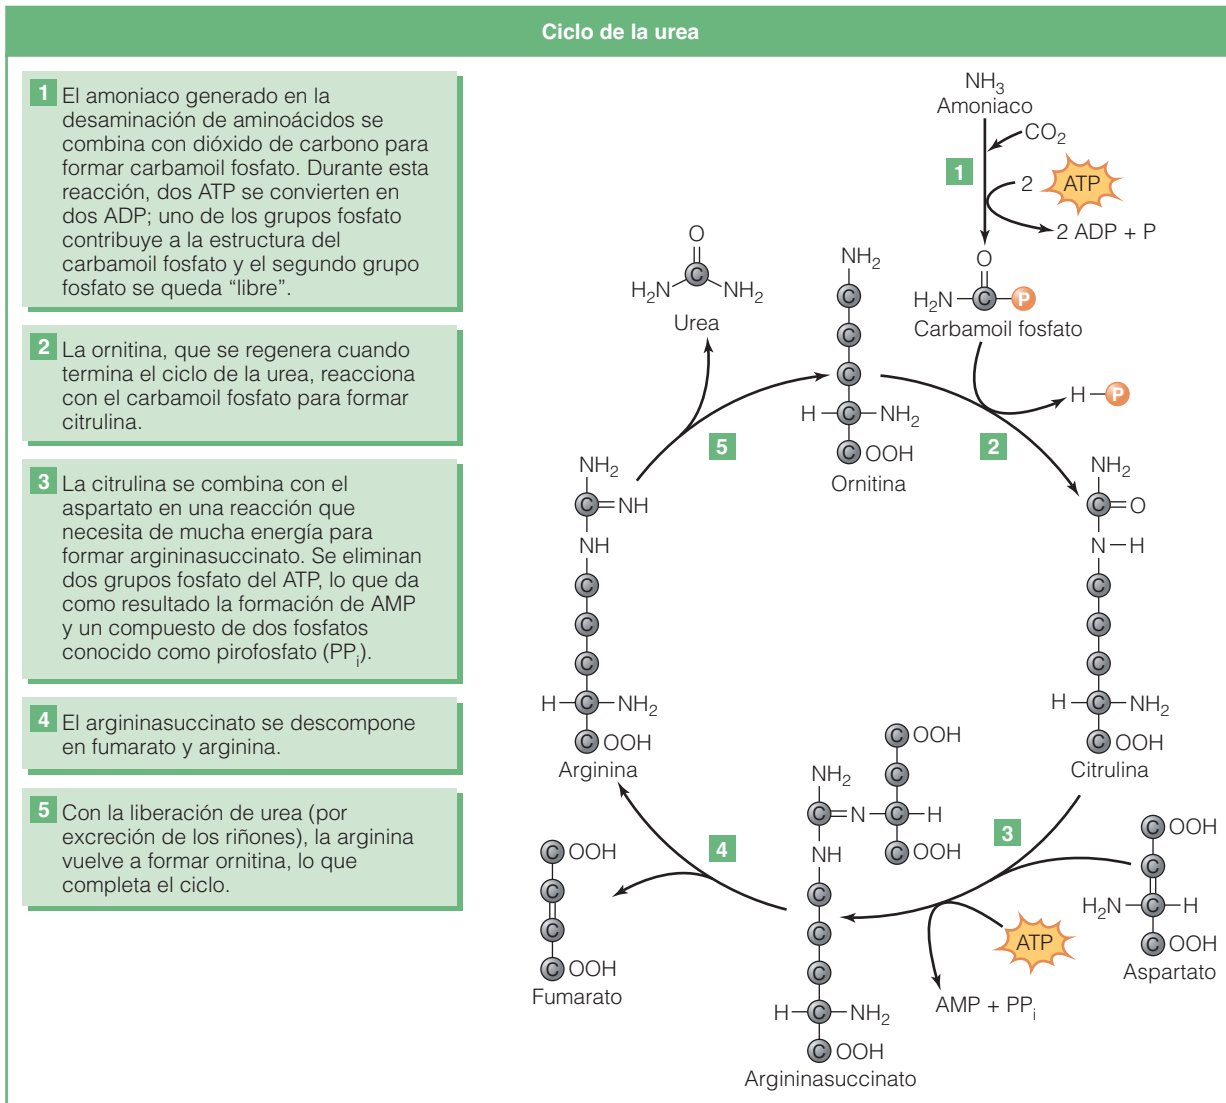 Ciclo de la urea
1 El amoniaco generado en la
desaminación de aminoácidos se
combina con dióxido de carbono para
formar carbamoil fosfato. Durante esta
reacción, dos ATP se convierten en
dos ADP; uno de los grupos fosfato
contribuye a la estructura del
carbamoil fosfato y el segundo grupo
fosfato se queda “libre”.
2 La ornitina, que se regenera cuando
termina el ciclo de la urea, reacciona
con el carbamoil fosfato para formar
citrulina.
3 La citrulina se combina con el
aspartato en una reacción que
necesita de mucha energía para
formar argininasuccinato. Se eliminan
dos grupos fosfato del ATP, lo que da
como resultado la formación de AMP
y un compuesto de dos fosfatos
conocido como pirofosfato (PPi).
4 El argininasuccinato se descompone
en fumarato y arginina.
5 Con la liberación de urea (por
excreción de los riñones), la arginina
vuelve a formar ornitina, lo que
completa el ciclo.
NH3
Amoniaco
CO2
1
2 ATP
2 ADP + P
O
H2N C P
Carbamoil fosfato
H P
2
O
C
H2N NH2
Urea
NH2
C
C
C
H C NH2
C OOH
Ornitina
5
NH2
C O
N H
C
C
C
H C NH2
C OOH
Citrulina
3
C OOH
C
H2N C H
C OOH
Aspartato
ATP
AMP + PPi
C OOH
C
NH2
C N C H
NH C OOH
C
C
C
H C NH2
C OOH
Argininasuccinato
4
C OOH
C
C
C OOH
Fumarato
NH2
C NH
NH
C
C
C
H C NH2
C OOH
Arginina